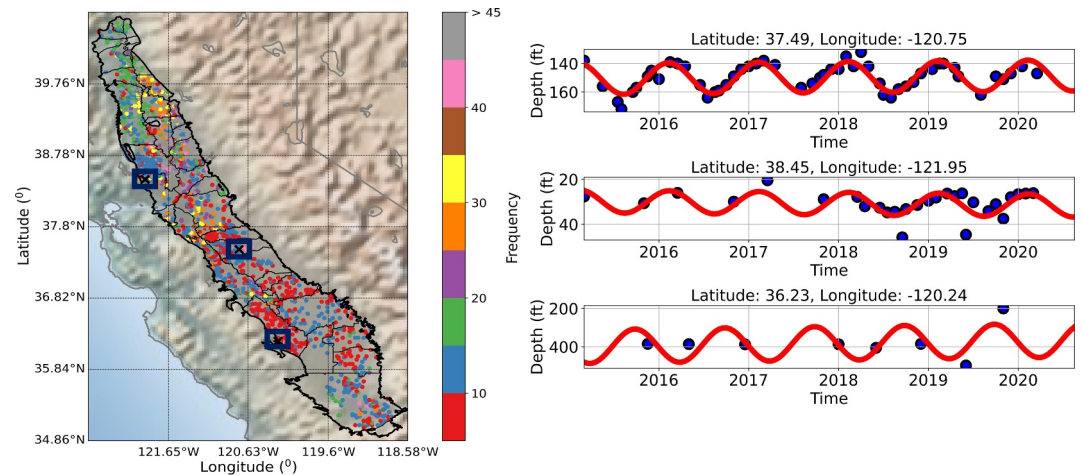 39.76°N
38.78°N
37.8°N
36.82°N
35.84°N
34.86°N
Latitude (⁰)
121.65°W
120.63°W
119.6°W
118.58°W
Longitude (⁰)
> 45
40
30
20
10
Frequency
Latitude: 37.49, Longitude: -120.75
140
160
Depth (ft)
2016 2017 2018 2019 2020
Time
Latitude: 38.45, Longitude: -121.95
20
40
Depth (ft)
2016 2017 2018 2019 2020
Time
Latitude: 36.23, Longitude: -120.24
200
400
Depth (ft)
2016 2017 2018 2019 2020
Time